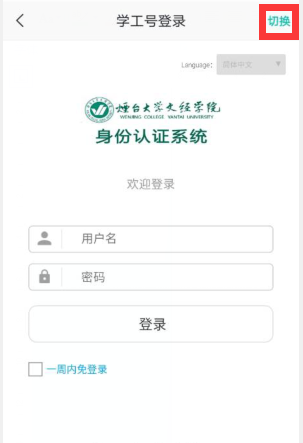 学工号登录
切换
Language:
简体中文
烟台大学文经学院
WENJING COLLEGE YANTAI UNIVERSITY
身份认证系统
欢迎登录
用户名
密码
登录
一周内免登录